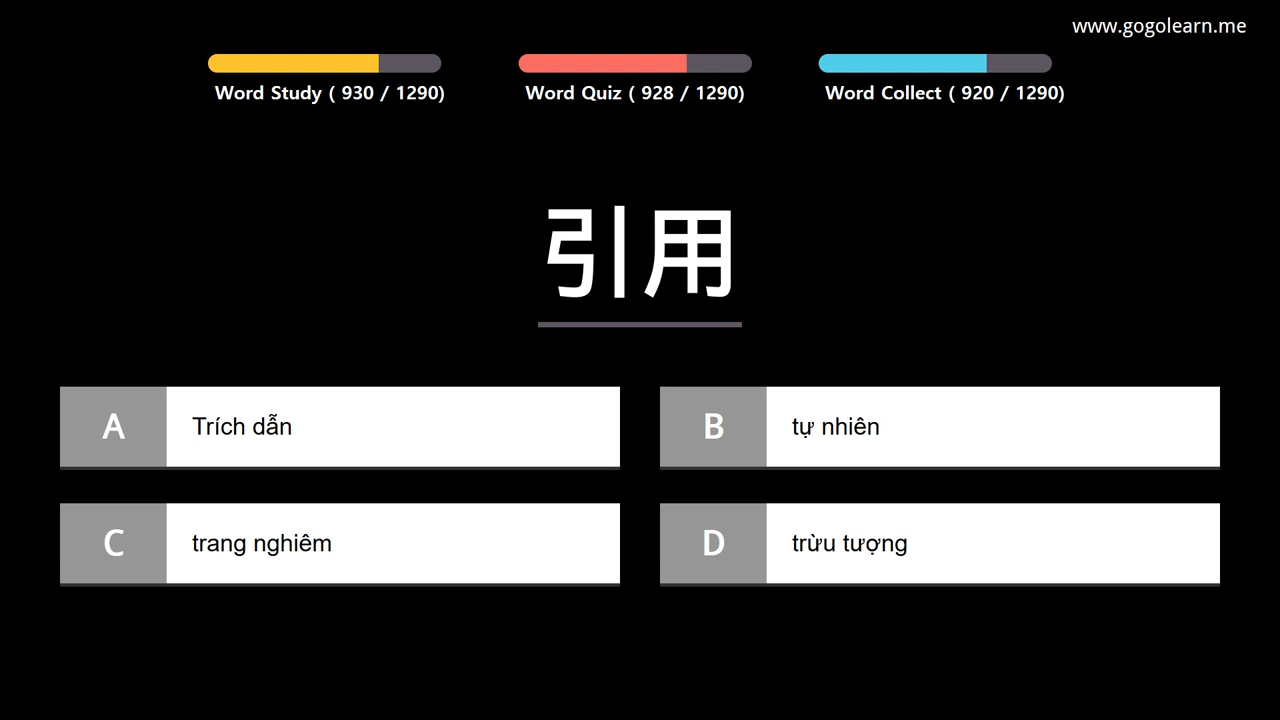 www.gogolearn.me
Word Study ( 930 / 1290)
Word Quiz ( 928 / 1290)
Word Collect ( 920 / 1290)
引用
A
Trích dẫn
B
tự nhiên
C
trang nghiêm
D
trừu tượng